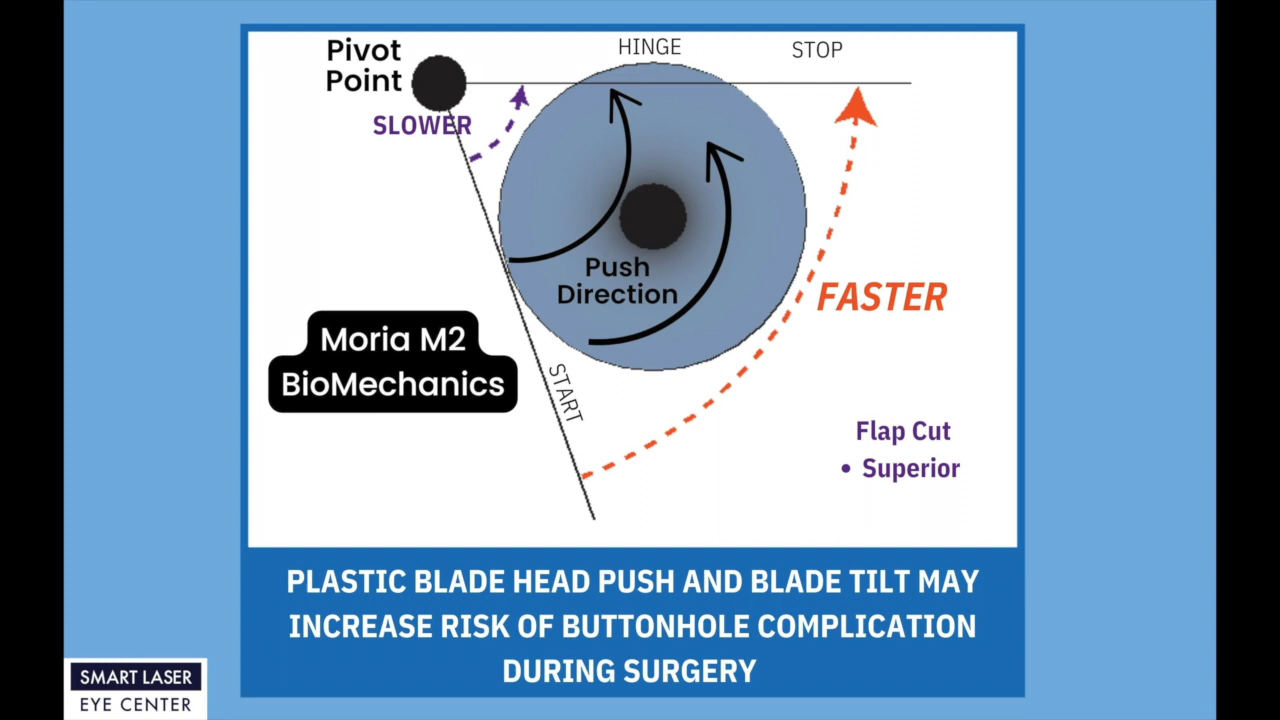 Pivot
Point
HINGE
STOP
SLOWER
Push
Direction
FASTER
Moria M2
BioMechanics
START
Flap Cut
• Superior
PLASTIC BLADE HEAD PUSH AND BLADE TILT MAY
INCREASE RISK OF BUTTONHOLE COMPLICATION
DURING SURGERY
SMART LASER
EYE CENTER